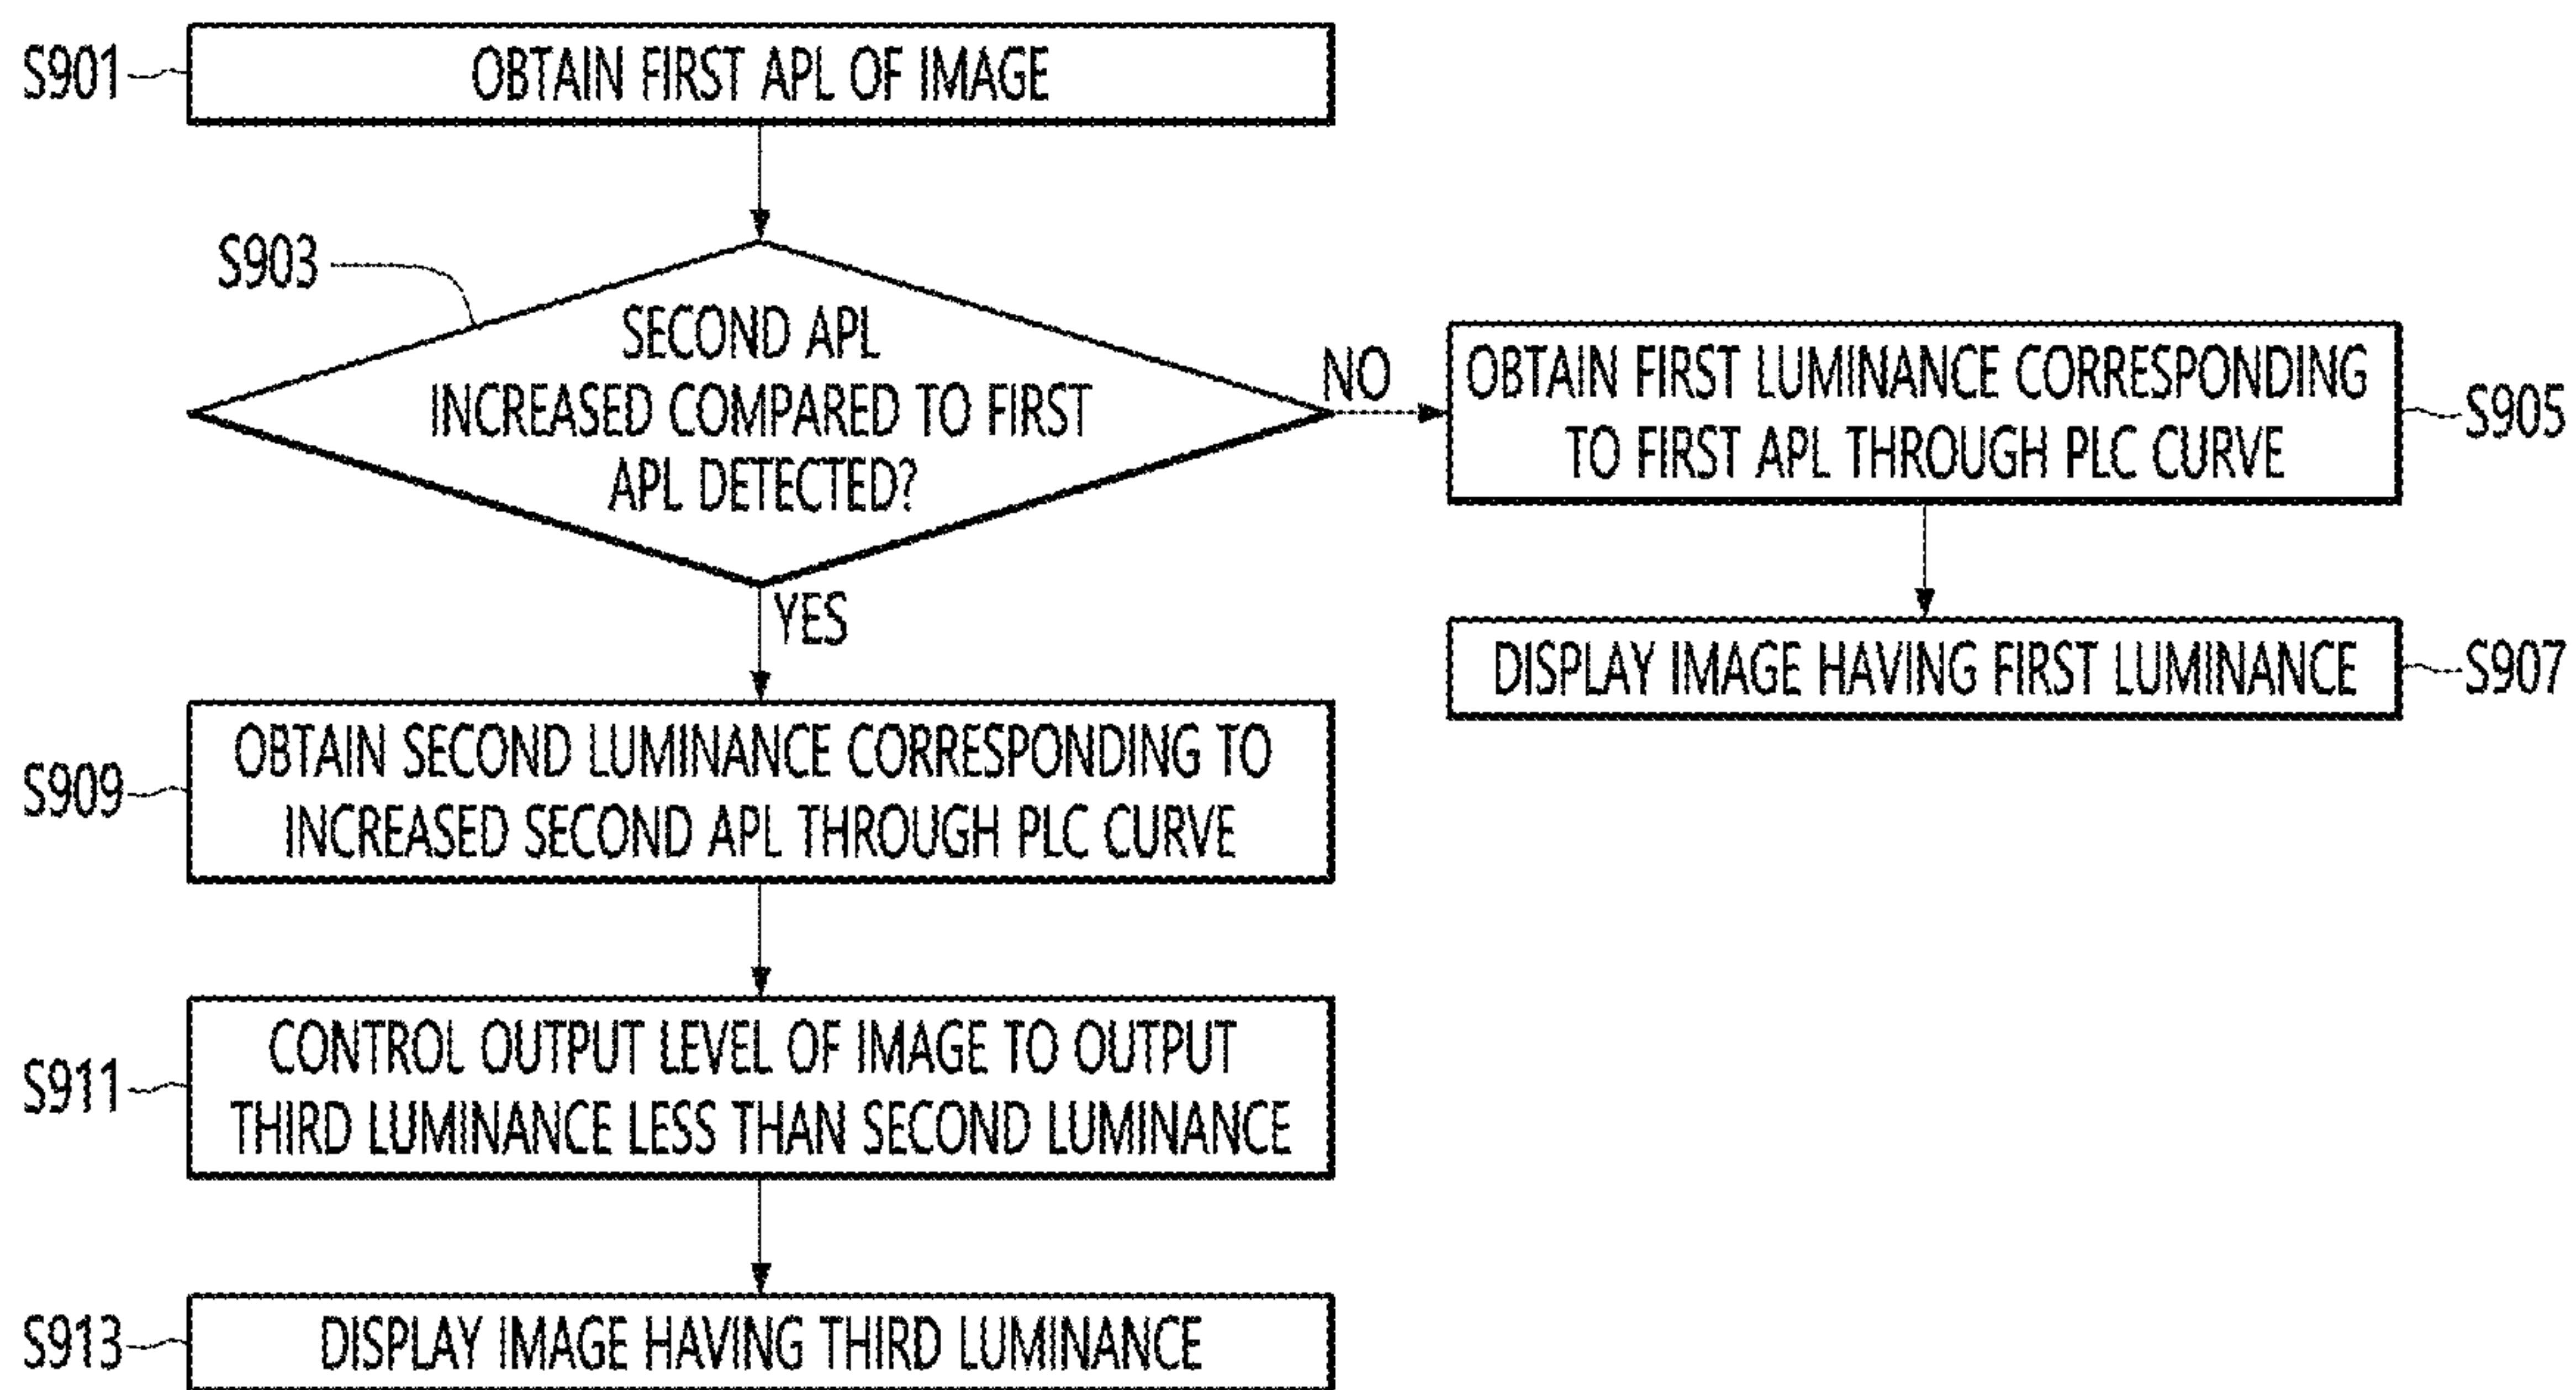 S901
OBTAIN FIRST APL OF IMAGE
S903
SECOND APL
INCREASED COMPARED TO FIRST
APL DETECTED?
NO
OBTAIN FIRST LUMINANCE CORRESPONDING
TO FIRST APL THROUGH PLC CURVE
S905
YES
DISPLAY IMAGE HAVING FIRST LUMINANCE
S907
S909
OBTAIN SECOND LUMINANCE CORRESPONDING TO
INCREASED SECOND APL THROUGH PLC CURVE
S911
CONTROL OUTPUT LEVEL OF IMAGE TO OUTPUT
THIRD LUMINANCE LESS THAN SECOND LUMINANCE
S913
DISPLAY IMAGE HAVING THIRD LUMINANCE